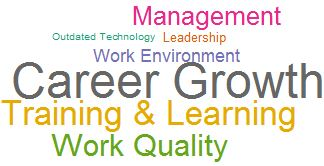 Management
Outdated Technology Leadership
Work Environment
Career Growth
Training & Learning
Work Quality